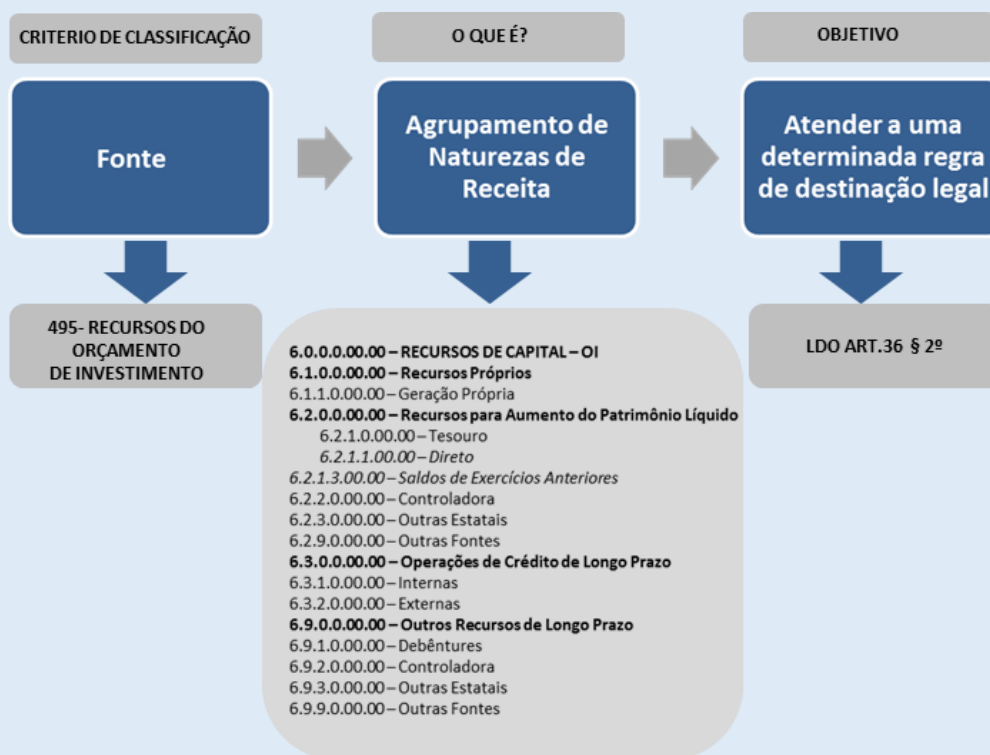 CRITERIO DE CLASSIFICAÇÃO
O QUE É?
OBJETIVO
Fonte
Agrupamento de
Naturezas de
Receita
Atender a uma
determinada regra
de destinação legal
495- RECURSOS DO
ORÇAMENTO
DE INVESTIMENTO
6.0.0.0.00.00 – RECURSOS DE CAPITAL – OI
6.1.0.0.00.00 – Recursos Próprios
6.1.1.0.00.00 – Geração Própria
6.2.0.0.00.00 – Recursos para Aumento do Patrimônio Líquido
6.2.1.0.00.00 – Tesouro
6.2.1.1.00.00 – Direto
6.2.1.3.00.00 – Saldos de Exercícios Anteriores
6.2.2.0.00.00 – Controladora
6.2.3.0.00.00 – Outras Estatais
6.2.9.0.00.00 – Outras Fontes
6.3.0.0.00.00 – Operações de Crédito de Longo Prazo
6.3.1.0.00.00 – Internas
6.3.2.0.00.00 – Externas
6.9.0.0.00.00 – Outros Recursos de Longo Prazo
6.9.1.0.00.00 – Debêntures
6.9.2.0.00.00 – Controladora
6.9.3.0.00.00 – Outras Estatais
6.9.9.0.00.00 – Outras Fontes
LDO ART.36 § 2º